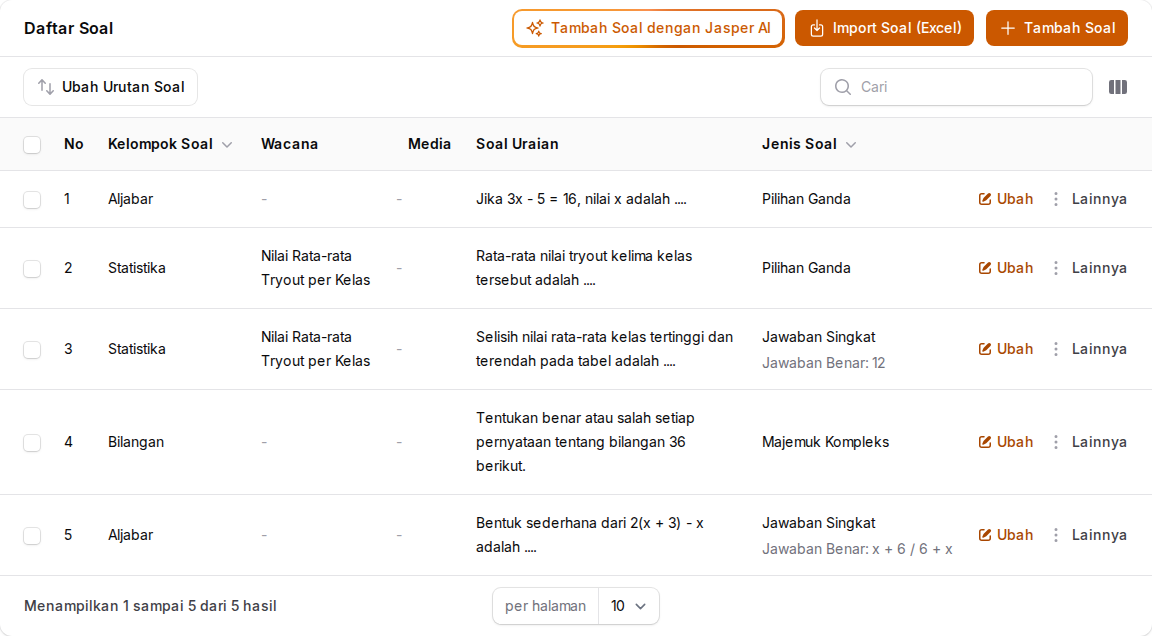 Daftar Soal
Tambah Soal dengan Jasper AI
Import Soal (Excel)
Tambah Soal
Ubah Urutan Soal
Cari
No Kelompok Soal Wacana Media Soal Uraian Jenis Soal
1 Aljabar - - Jika 3x - 5 = 16, nilai x adalah .... Pilihan Ganda Ubah Lainnya
2 Statistika Nilai Rata-rata - Rata-rata nilai tryout kelima kelas Pilihan Ganda Ubah Lainnya
Tryout per Kelas tersebut adalah ....
3 Statistika Nilai Rata-rata - Selisih nilai rata-rata kelas tertinggi dan Jawaban Singkat Ubah Lainnya
Tryout per Kelas terendah pada tabel adalah .... Jawaban Benar: 12
4 Bilangan - - Tentukan benar atau salah setiap Majemuk Kompleks Ubah Lainnya
pernyataan tentang bilangan 36
berikut.
5 Aljabar - - Bentuk sederhana dari 2(x + 3) - x Jawaban Singkat Ubah Lainnya
adalah .... Jawaban Benar: x + 6 / 6 + x
Menampilkan 1 sampai 5 dari 5 hasil
per halaman 10